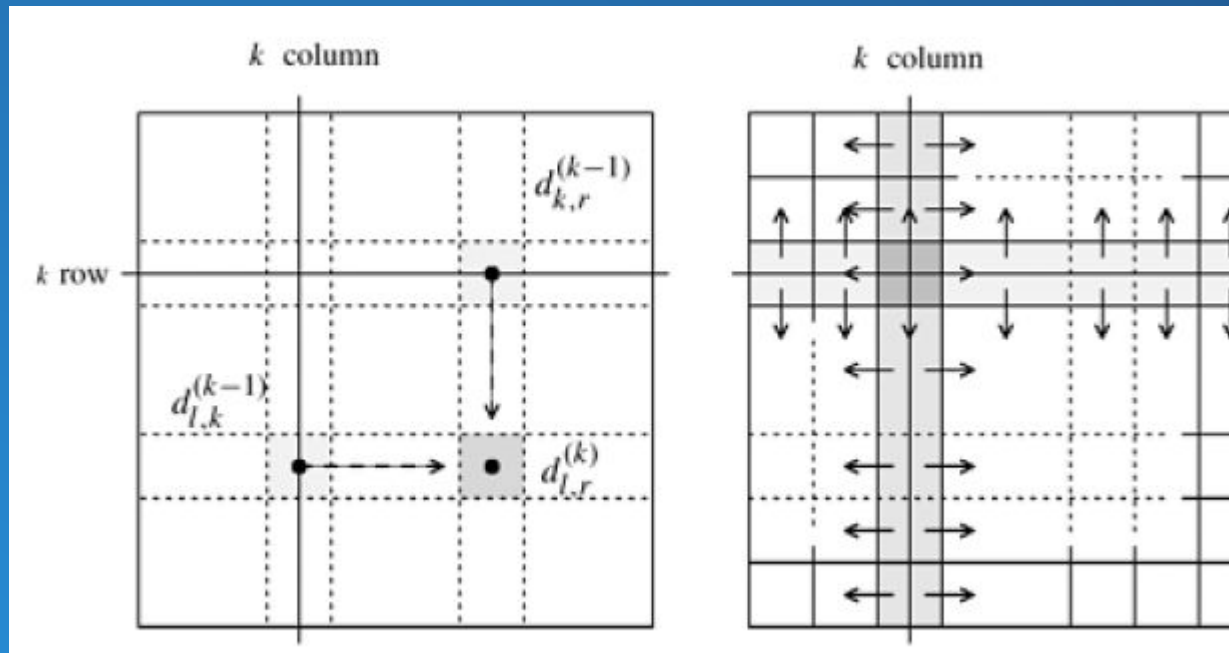 k column
k column
d_{k,r}^{(k-1)}
k row
d_{l,k}^{(k-1)}
d_{l,r}^{(k)}